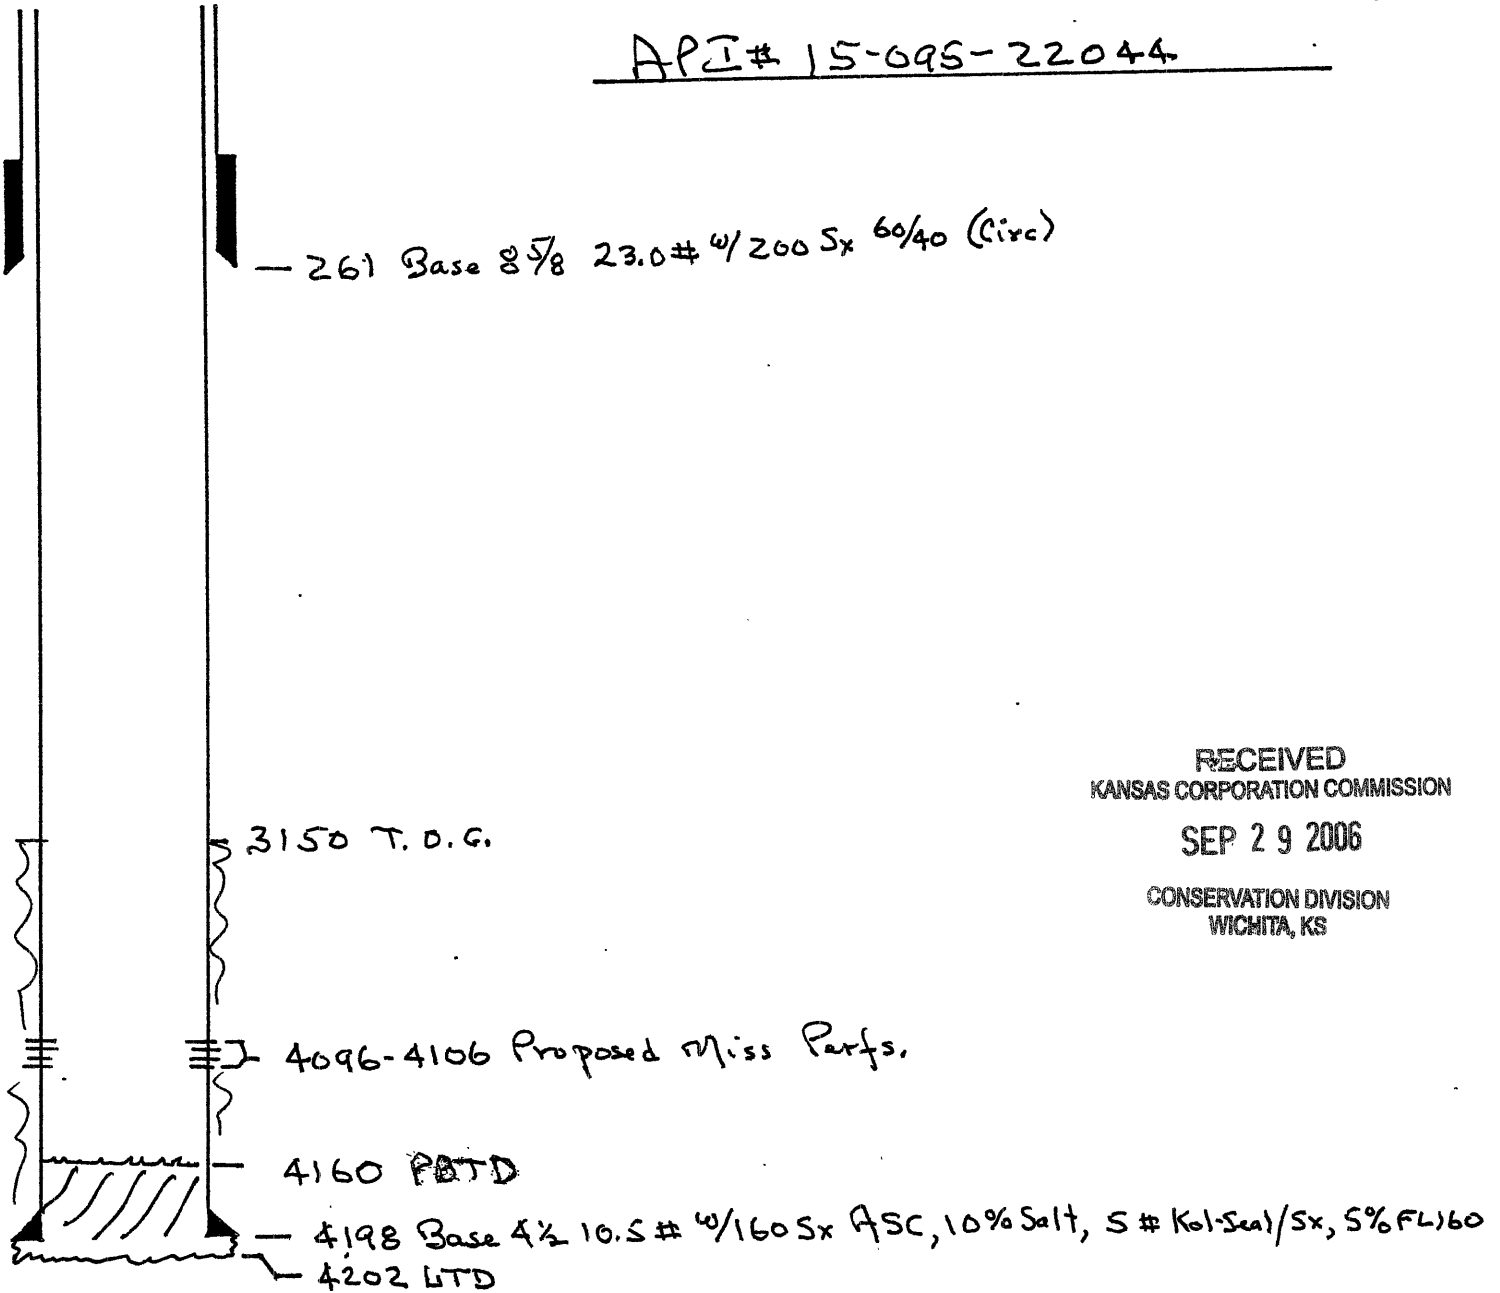 API# 15-095-22044
— 261 Base 8 5/8 23.0# w/200 Sx 60/40 (Circ)
3150 T.O.C.
RECEIVED
KANSAS CORPORATION COMMISSION
SEP 29 2006
CONSERVATION DIVISION
WICHITA, KS
4096-4106 Proposed Miss Perfs.
— 4160 PBTD
— 4198 Base 4½ 10.5# w/160 Sx ASC, 10% Salt, 5# Kol-Seal/Sx, 5% FL160
— 4202 LTD